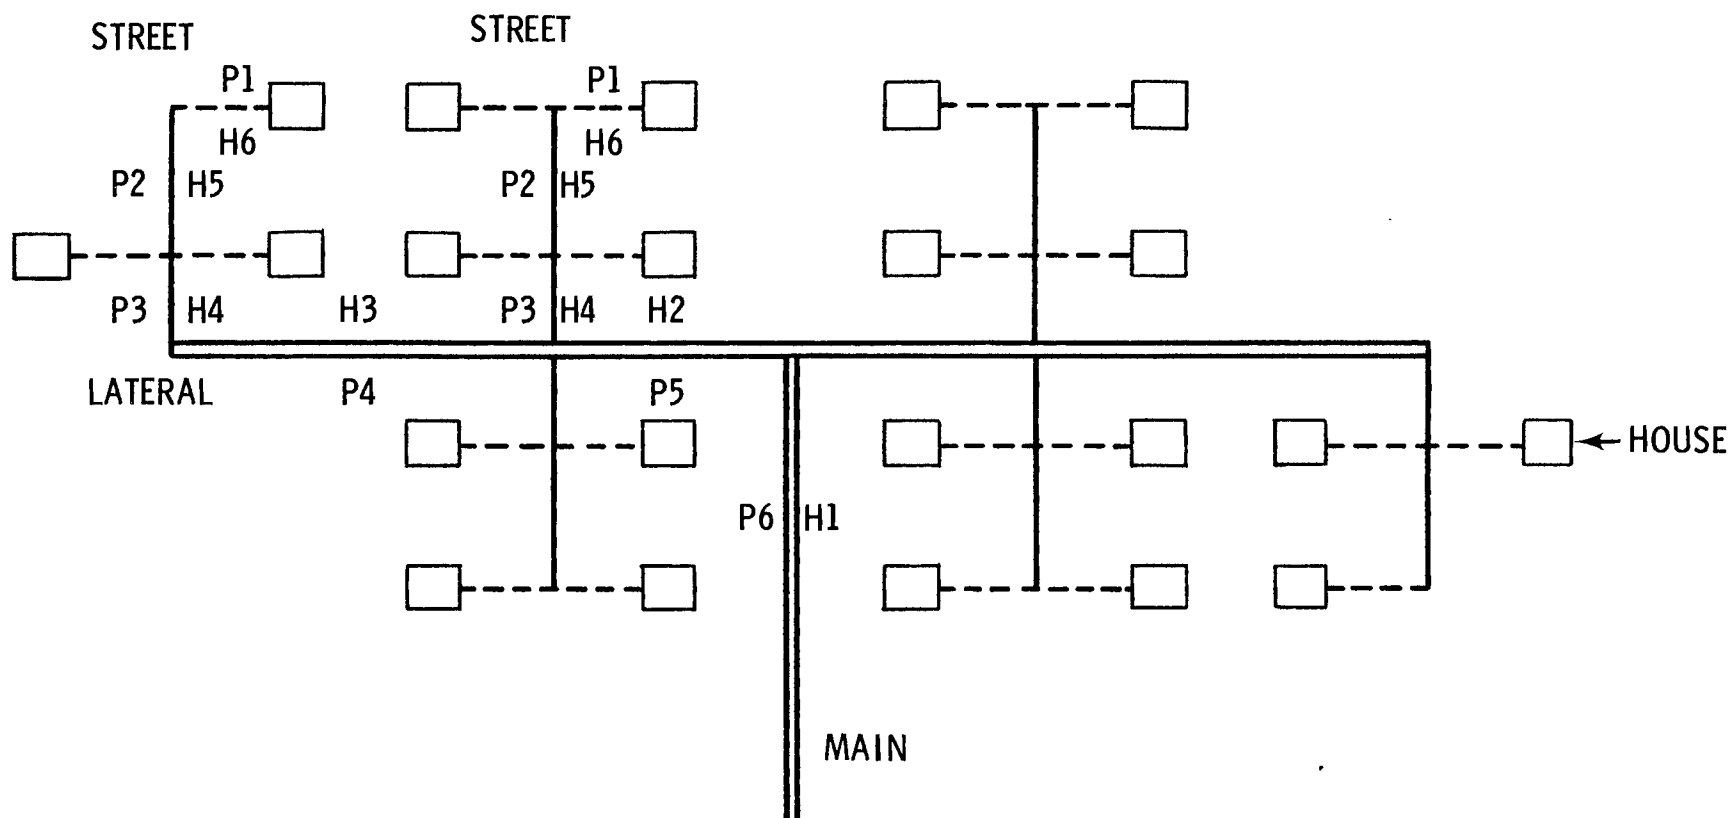 STREET STREET
P1 P1
H6 H6
P2 H5 P2 H5
P3 H4 H3 P3 H4 H2
LATERAL P4 P5
HOUSE
P6 H1
MAIN